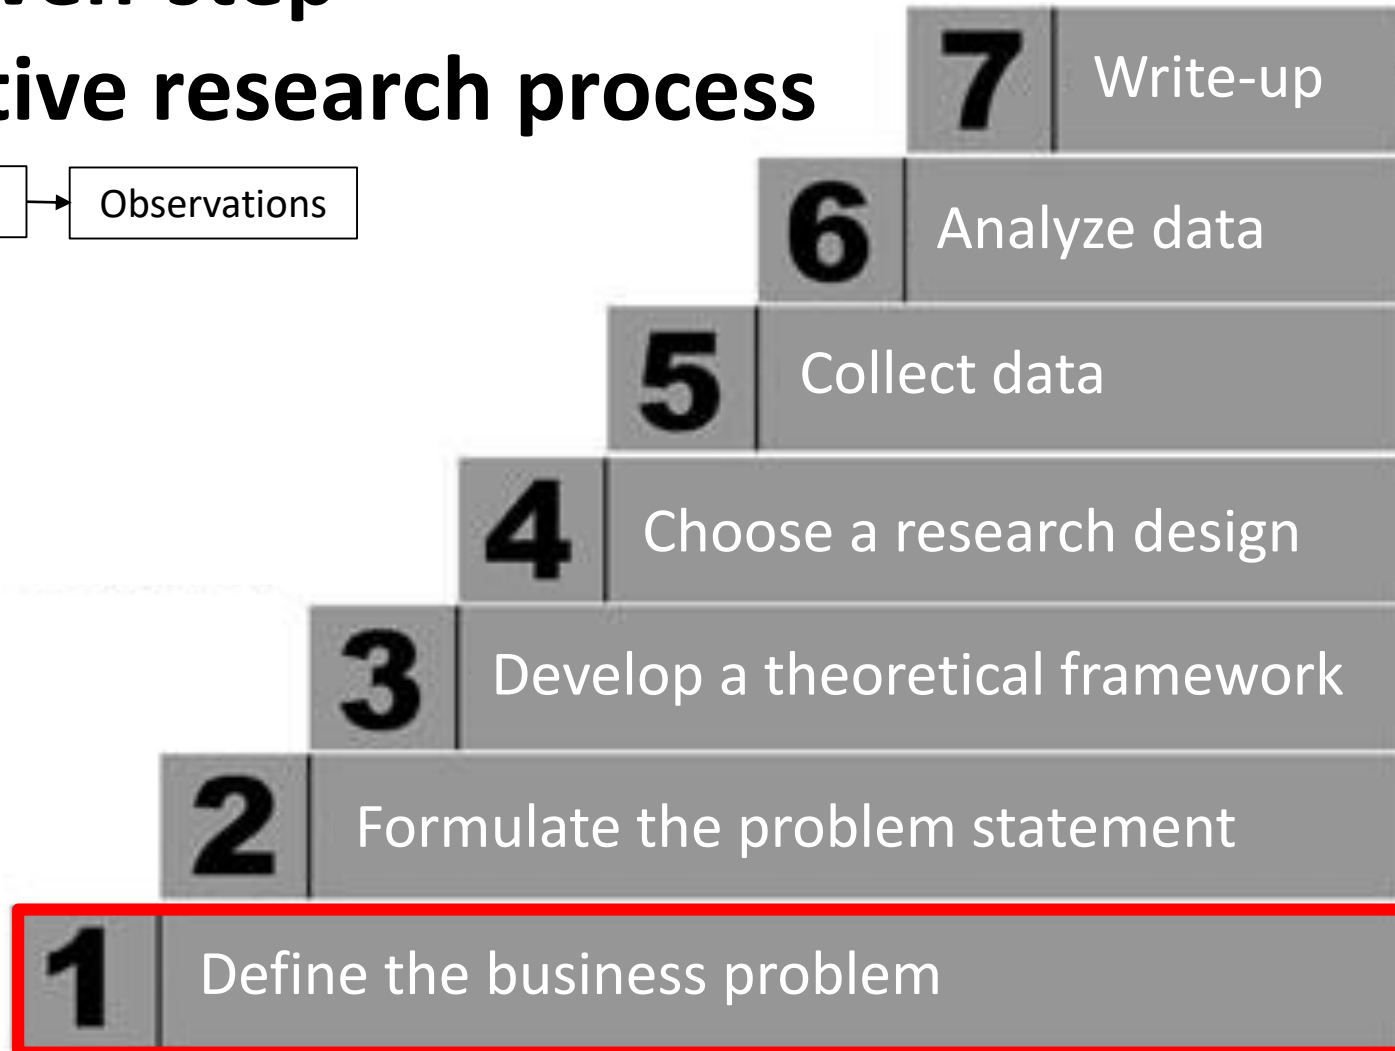 tive research process
Observations
7 Write-up
6 Analyze data
5 Collect data
4 Choose a research design
3 Develop a theoretical framework
2 Formulate the problem statement
1 Define the business problem